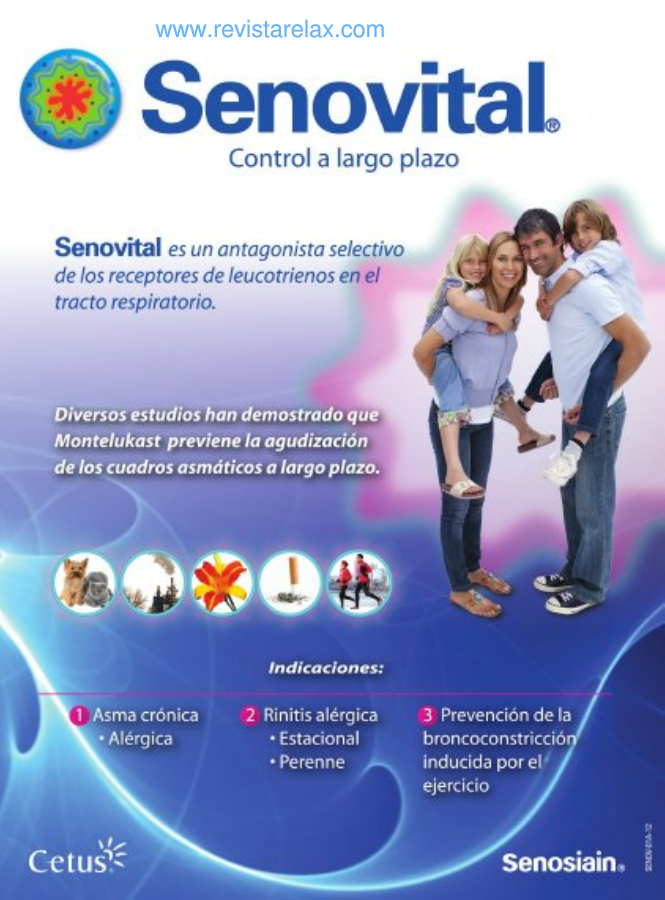 www.revistarelax.com
Senovital®
Control a largo plazo
Senovital es un antagonista selectivo
de los receptores de leucotrienos en el
tracto respiratorio.
Diversos estudios han demostrado que
Montelukast previene la agudización
de los cuadros asmáticos a largo plazo.
Indicaciones:
1 Asma crónica
• Alérgica
2 Rinitis alérgica
• Estacional
• Perenne
3 Prevención de la
broncoconstricción
inducida por el
ejercicio
Cetus
Senosiain®
SENOV-01A-12